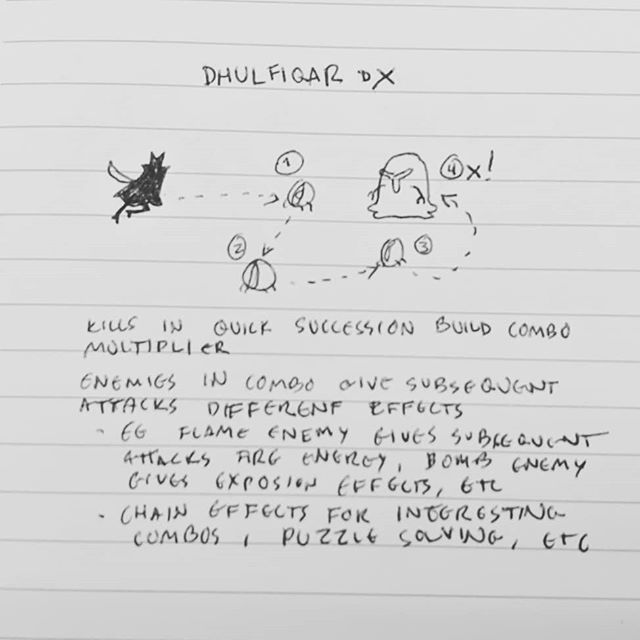 DHULFIQAR DX
① ④x!
② ③
KILLS IN QUICK SUCCESSION BUILD COMBO
MULTIPLIER
ENEMIES IN COMBO GIVE SUBSEQUENT
ATTACKS DIFFERENT EFFECTS
- EG FLAME ENEMY GIVES SUBSEQUENT
ATTACKS FIRE ENERGY, BOMB ENEMY
GIVES EXPOSION EFFECTS, ETC
- CHAIN EFFECTS FOR INTERESTING
COMBOS, PUZZLE SOLVING, ETC